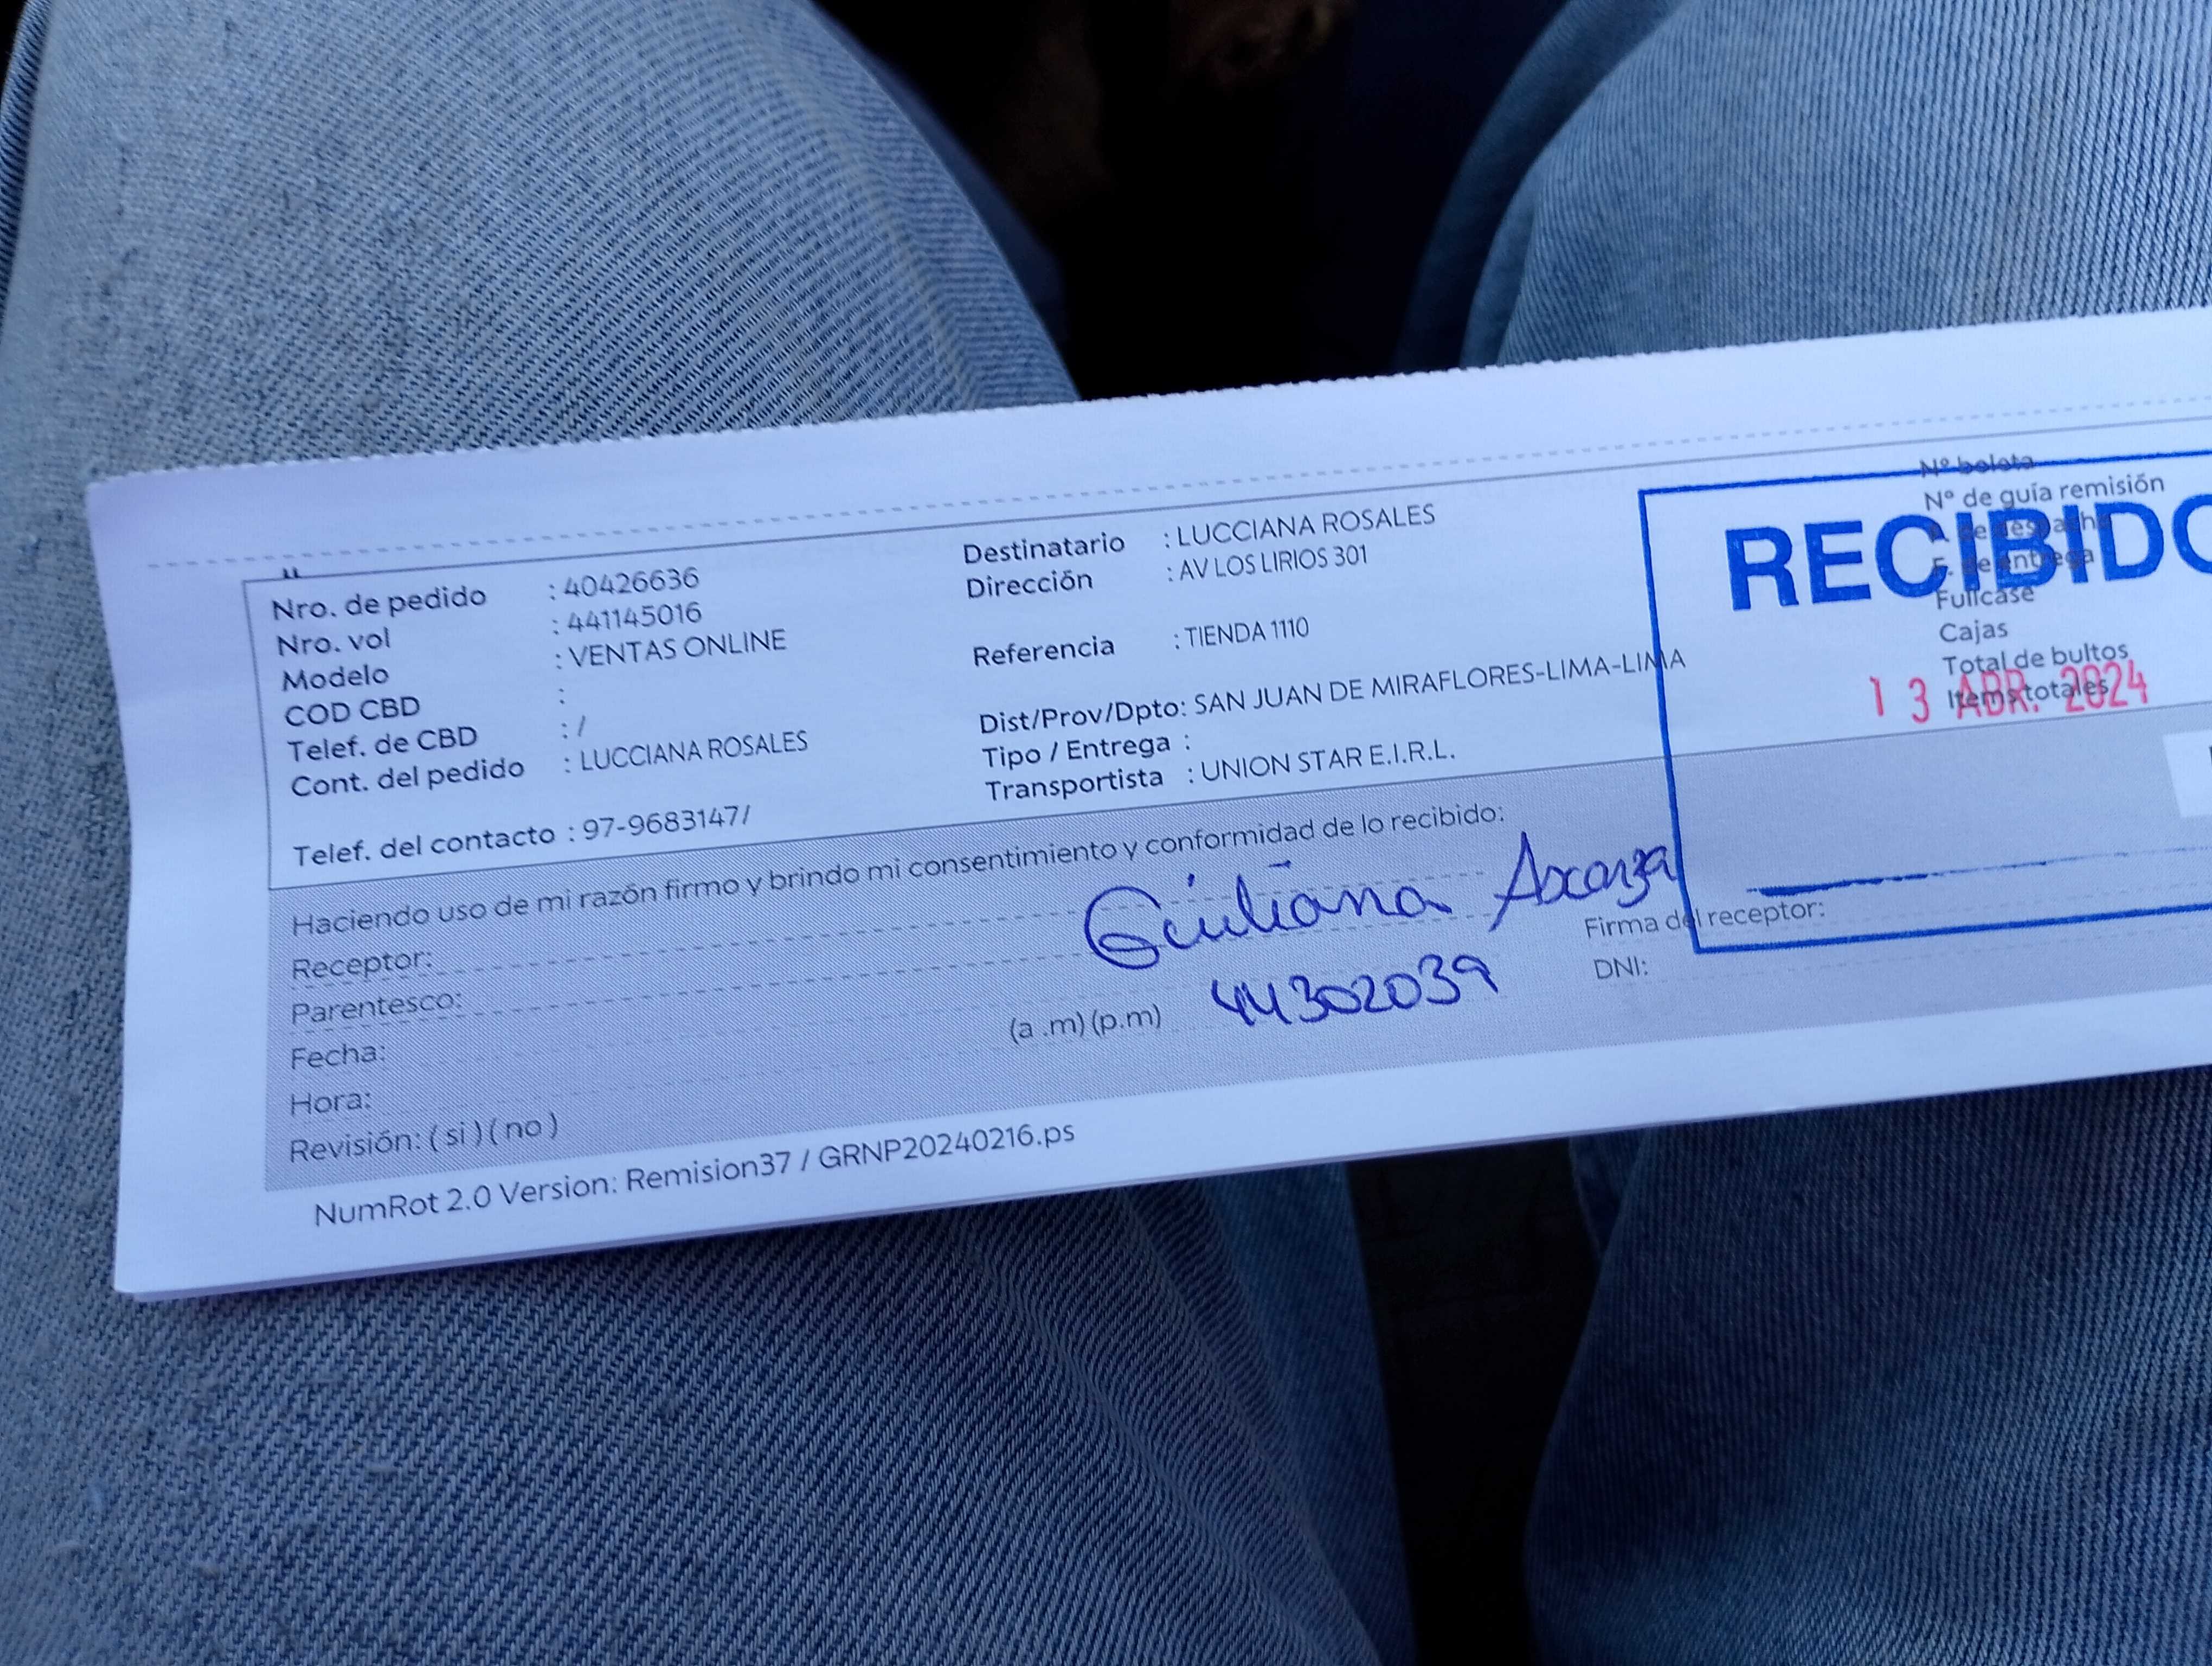 Nro. de pedido : 40426636
Nro. vol : 441145016
Modelo : VENTAS ONLINE
COD CBD :
Telef. de CBD : /
Cont. del pedido : LUCCIANA ROSALES
Telef. del contacto : 97-9683147/
Destinatario : LUCCIANA ROSALES
Dirección : AV LOS LIRIOS 301
Referencia : TIENDA 1110
Dist/Prov/Dpto: SAN JUAN DE MIRAFLORES-LIMA-LIMA
Tipo / Entrega :
Transportista : UNION STAR E.I.R.L.
Nº boleta
Nº de guía remisión
F. de entrega
Fullcase
Cajas
Total de bultos
Items totales
RECIBIDO
13 ABR. 2024
Haciendo uso de mi razón firmo y brindo mi consentimiento y conformidad de lo recibido:
Receptor:
Giuliana Ascarza
Parentesco:
Fecha:
44302039
Hora: (a .m) (p.m)
Revisión: ( si ) ( no )
Firma del receptor:
DNI:
NumRot 2.0 Version: Remision37 / GRNP20240216.ps